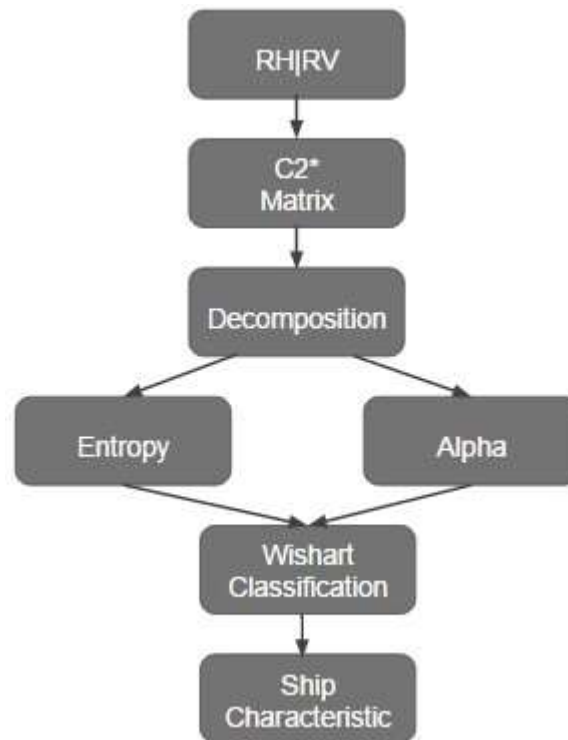 RH|RV
C2*
Matrix
Decomposition
Entropy
Alpha
Wishart
Classification
Ship
Characteristic